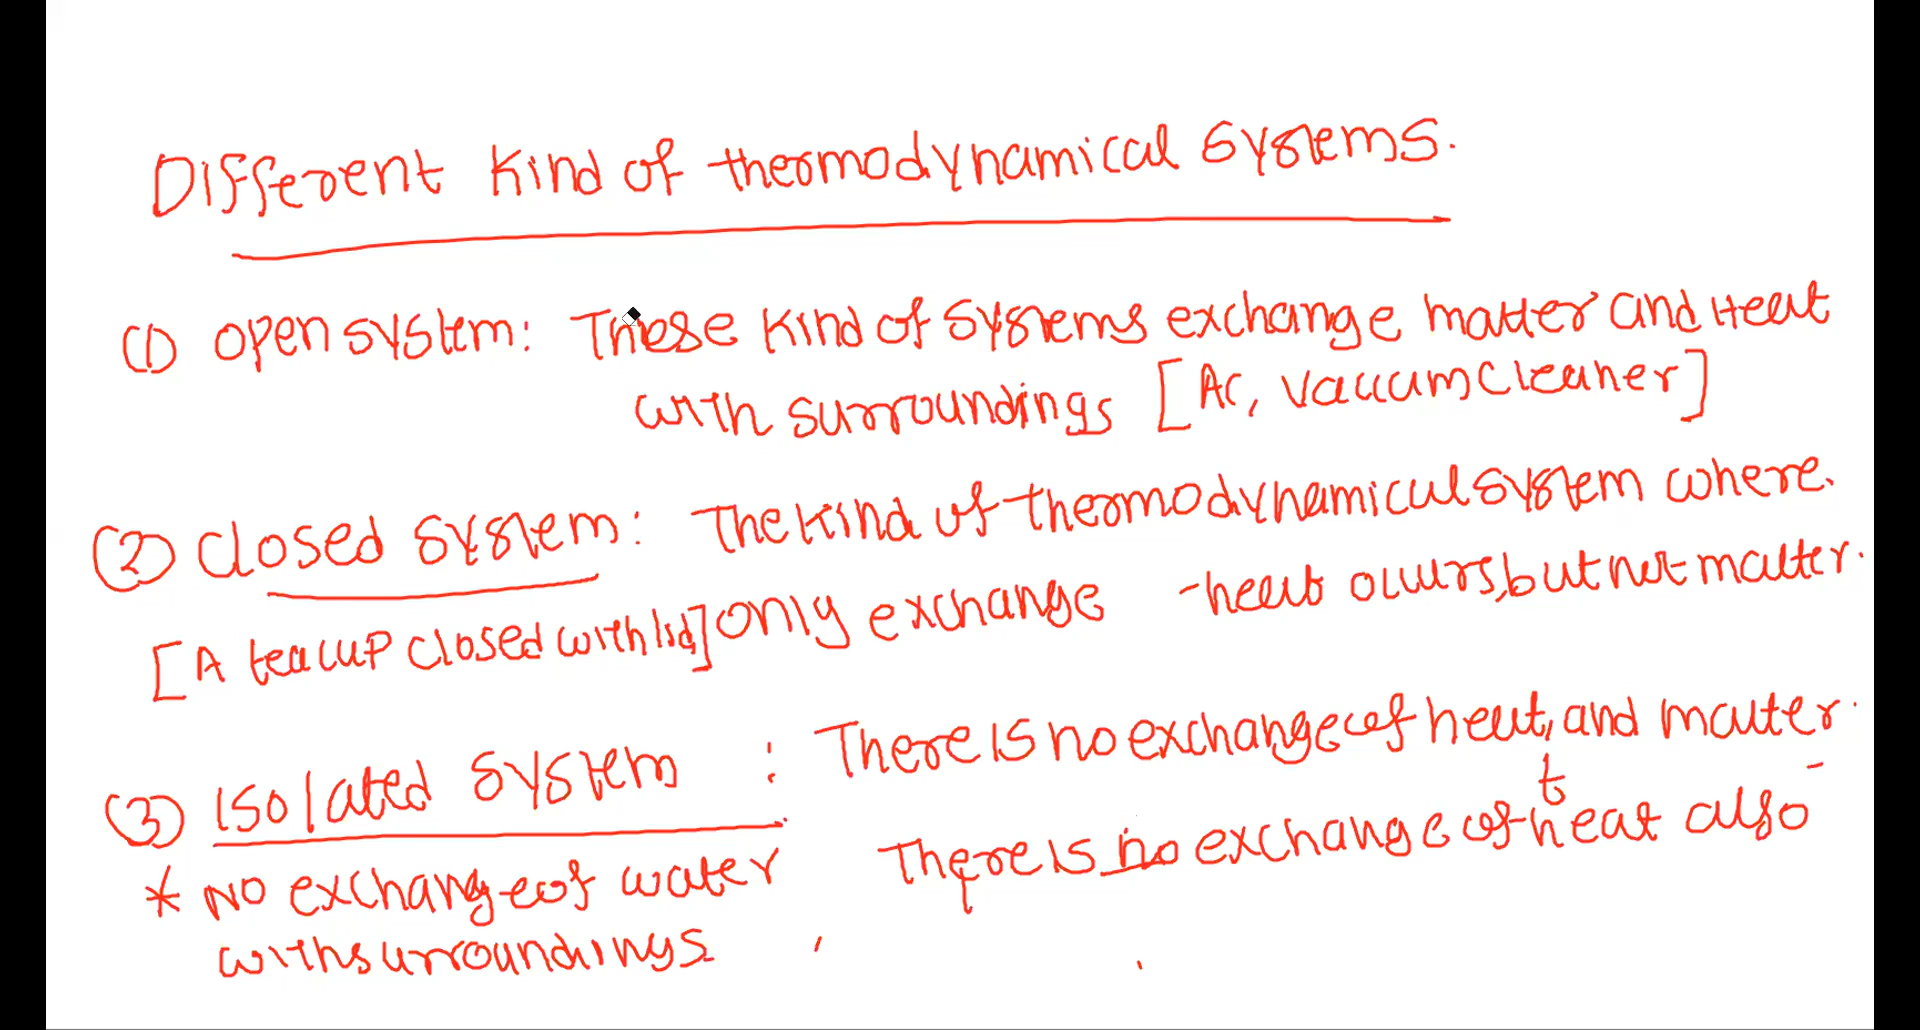 Different kind of thermodynamical systems.
(1) open system: These kind of systems exchange matter and Heat
with surroundings [AC, Vaccum Cleaner]
(2) closed system: The kind of thermodynamical system where.
only exchange heat occurs, but not matter.
[A tea cup closed with lid]
(3) Isolated system : There is no exchange of heat, and matter.
t
There is no exchange of heat also
* NO exchange of water
with surroundings